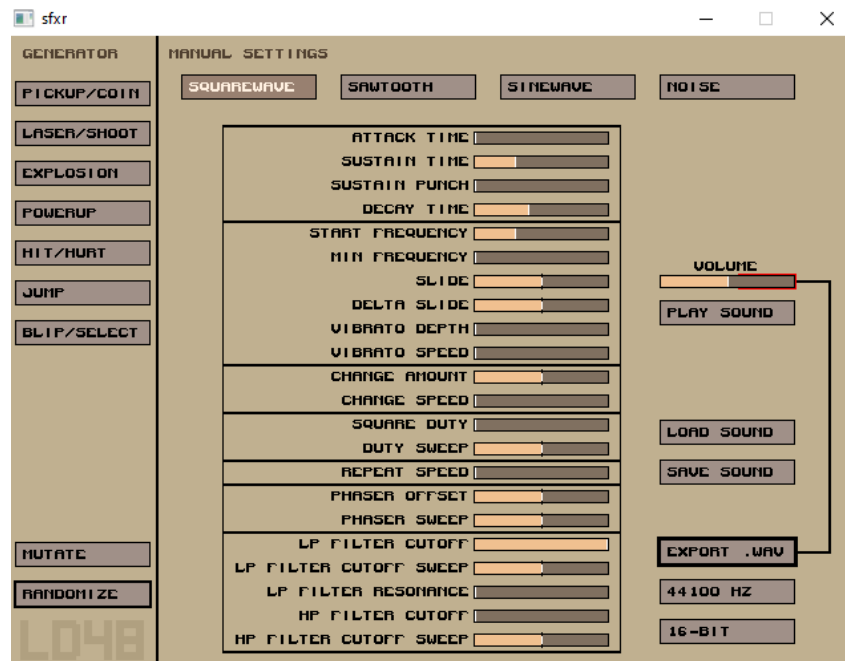 sfxr
GENERATOR
PICKUP/COIN
LASER/SHOOT
EXPLOSION
POWERUP
HIT/HURT
JUMP
BLIP/SELECT
MUTATE
RANDOMIZE
LD48
MANUAL SETTINGS
SQUAREWAVE
SAWTOOTH
SINEWAVE
NOISE
ATTACK TIME
SUSTAIN TIME
SUSTAIN PUNCH
DECAY TIME
START FREQUENCY
MIN FREQUENCY
SLIDE
DELTA SLIDE
VIBRATO DEPTH
VIBRATO SPEED
CHANGE AMOUNT
CHANGE SPEED
SQUARE DUTY
DUTY SWEEP
REPEAT SPEED
PHASER OFFSET
PHASER SWEEP
LP FILTER CUTOFF
LP FILTER CUTOFF SWEEP
LP FILTER RESONANCE
HP FILTER CUTOFF
HP FILTER CUTOFF SWEEP
VOLUME
PLAY SOUND
LOAD SOUND
SAVE SOUND
EXPORT .WAV
44100 HZ
16-BIT